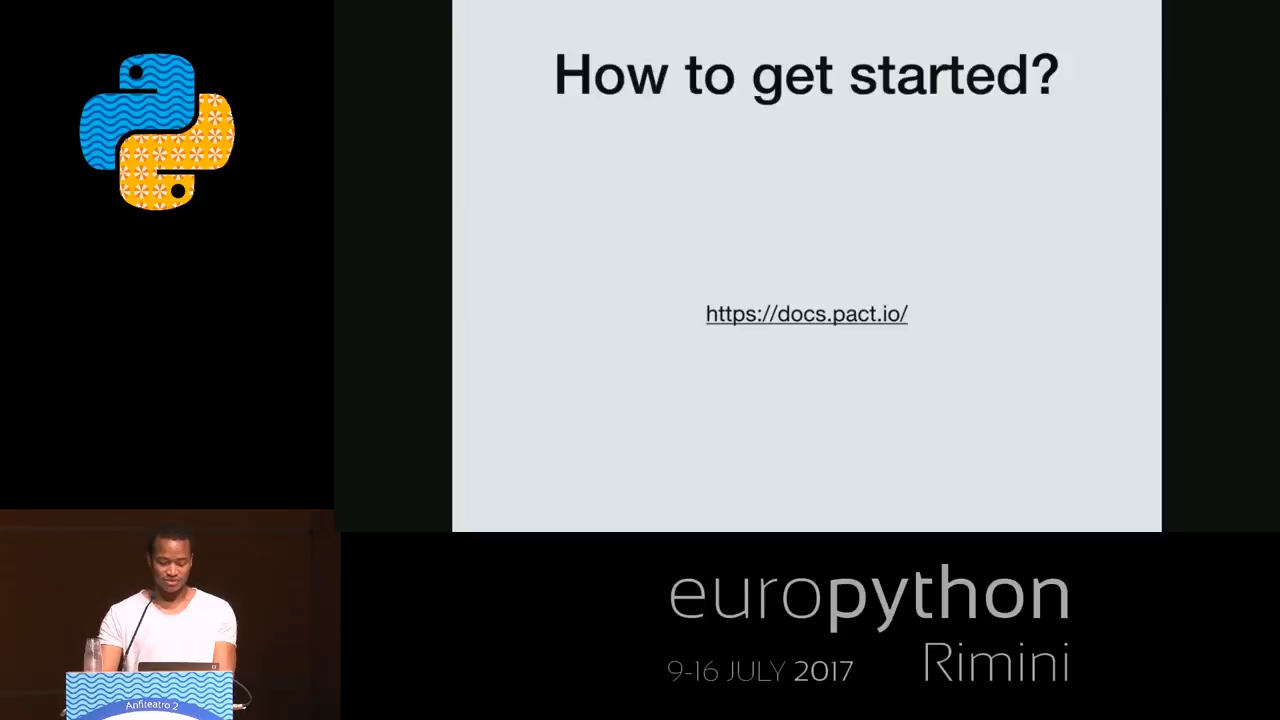 How to get started?
https://docs.pact.io/
europython
9-16 JULY 2017
Rimini
Anfiteatro 2